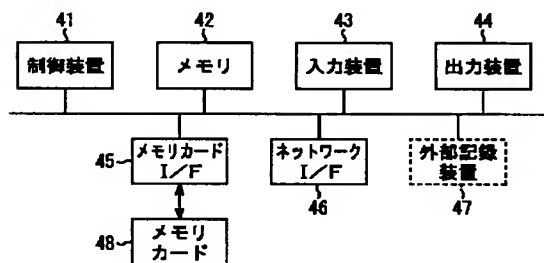 41
42
43
44
制御装置
メモリ
入力装置
出力装置
45
メモリカード
I/F
ネットワーク
I/F
46
外部記録
装置
47
48
メモリ
カード